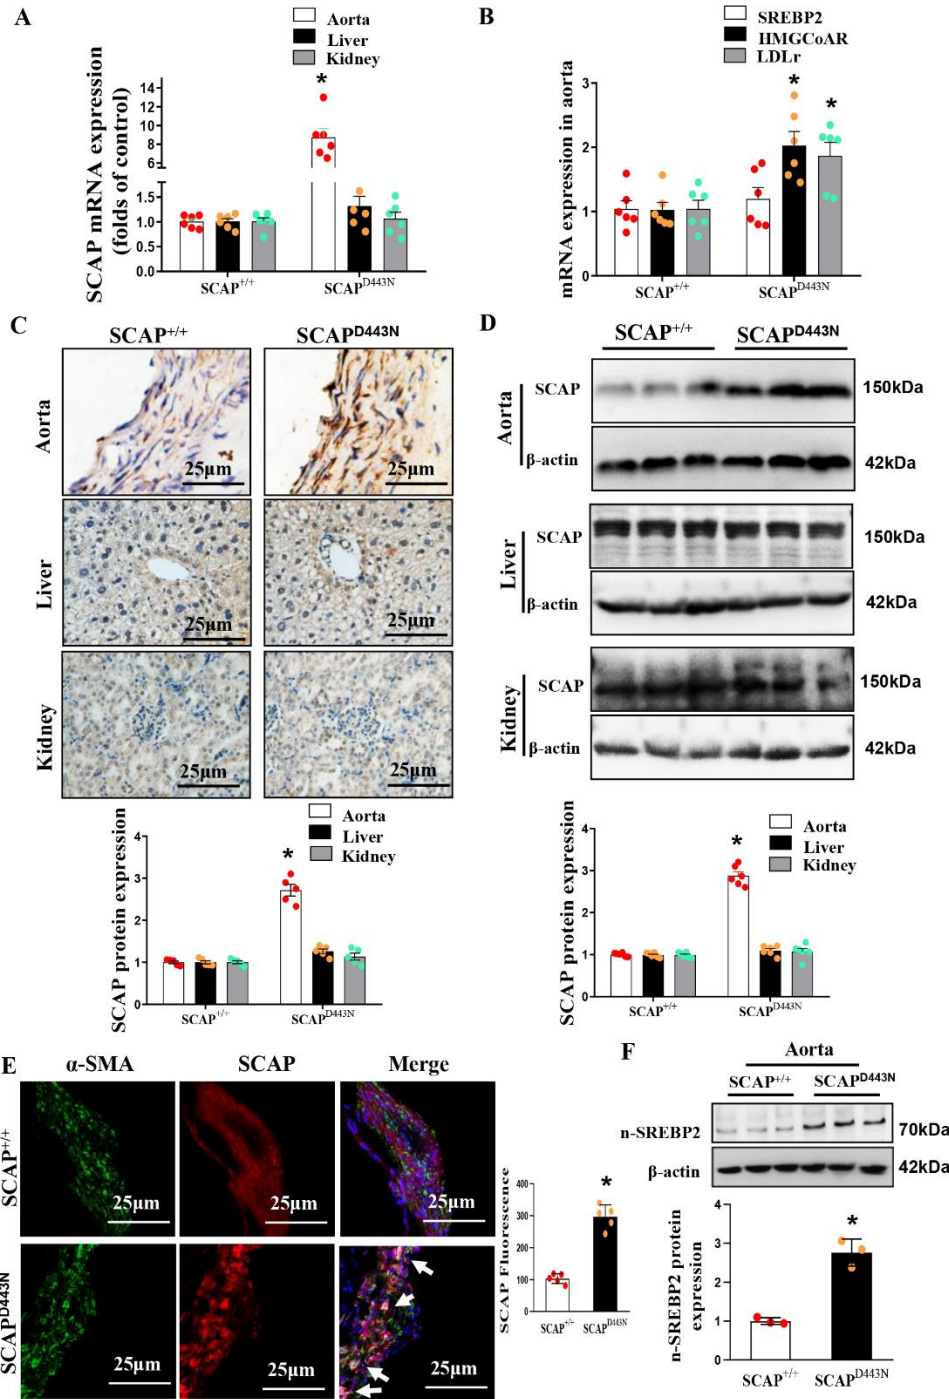 A
Aorta
Liver
Kidney
SCAP mRNA expression
(folds of control)
14
12
10
8
6
1.5
1.0
0.5
0.0
*
SCAP+/+
SCAPD443N
B
SREBP2
HMGCoAR
LDLr
mRNA expression in aorta
3
2
1
0
*
*
SCAP+/+
SCAPD443N
C
SCAP+/+
SCAPD443N
Aorta
25µm
25µm
Liver
25µm
25µm
Kidney
25µm
25µm
Aorta
Liver
Kidney
SCAP protein expression
4
3
2
1
0
*
SCAP+/+
SCAPD443N
D
SCAP+/+
SCAPD443N
Aorta
SCAP
150kDa
β-actin
42kDa
Liver
SCAP
150kDa
β-actin
42kDa
Kidney
SCAP
150kDa
β-actin
42kDa
Aorta
Liver
Kidney
SCAP protein expression
4
3
2
1
0
*
SCAP+/+
SCAPD443N
E
α-SMA
SCAP
Merge
SCAP+/+
25µm
25µm
25µm
SCAPD443N
25µm
25µm
25µm
SCAP Fluorescence
400
300
200
100
0
*
SCAP+/+
SCAPD443N
F
Aorta
SCAP+/+
SCAPD443N
n-SREBP2
70kDa
β-actin
42kDa
n-SREBP2 protein
expression
4
3
2
1
0
*
SCAP+/+
SCAPD443N